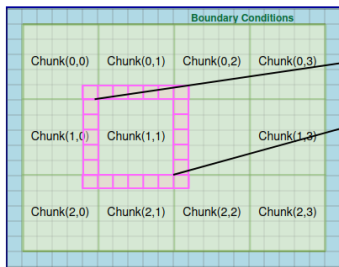 Boundary Conditions
Chunk(0,0) Chunk(0,1) Chunk(0,2) Chunk(0,3)
Chunk(1,0) Chunk(1,1) Chunk(1,3)
Chunk(2,0) Chunk(2,1) Chunk(2,2) Chunk(2,3)